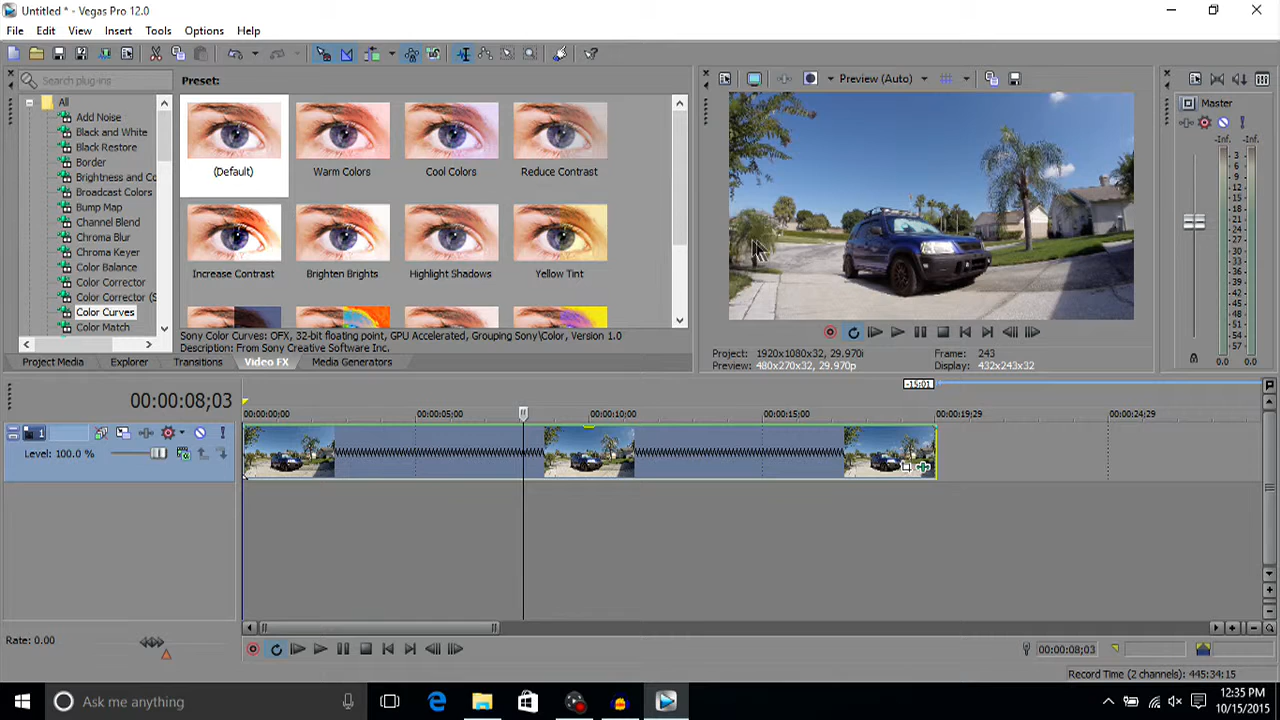 Untitled * - Vegas Pro 12.0
File Edit View Insert Tools Options Help
Search plug-ins
Preset:
All
Add Noise
Black and White
Black Restore
Border
Brightness and Co
Broadcast Colors
Bump Map
Channel Blend
Chroma Blur
Chroma Keyer
Color Balance
Color Corrector
Color Corrector (S
Color Curves
Color Match
(Default) Warm Colors Cool Colors Reduce Contrast
Increase Contrast Brighten Brights Highlight Shadows Yellow Tint
Sony Color Curves: OFX, 32-bit floating point, GPU Accelerated, Grouping Sony\Color, Version 1.0
Description: From Sony Creative Software Inc.
Project Media Explorer Transitions Video FX Media Generators
Preview (Auto)
Project: 1920x1080x32, 29.970i Frame: 243
Preview: 480x270x32, 29.970p Display: 432x243x32
Master
-Inf. -Inf.
3
6
9
12
15
18
21
24
27
30
33
36
39
42
45
48
51
54
57
0.0 0.0
-15:01
00:00:08;03
00:00:00;00 00:00:05;00 00:00:10;00 00:00:15;00 00:00:19;29 00:00:24;29
1
Level: 100.0 %
Rate: 0.00
00:00:08;03
Record Time (2 channels): 445:34:15
Ask me anything
12:35 PM
10/15/2015